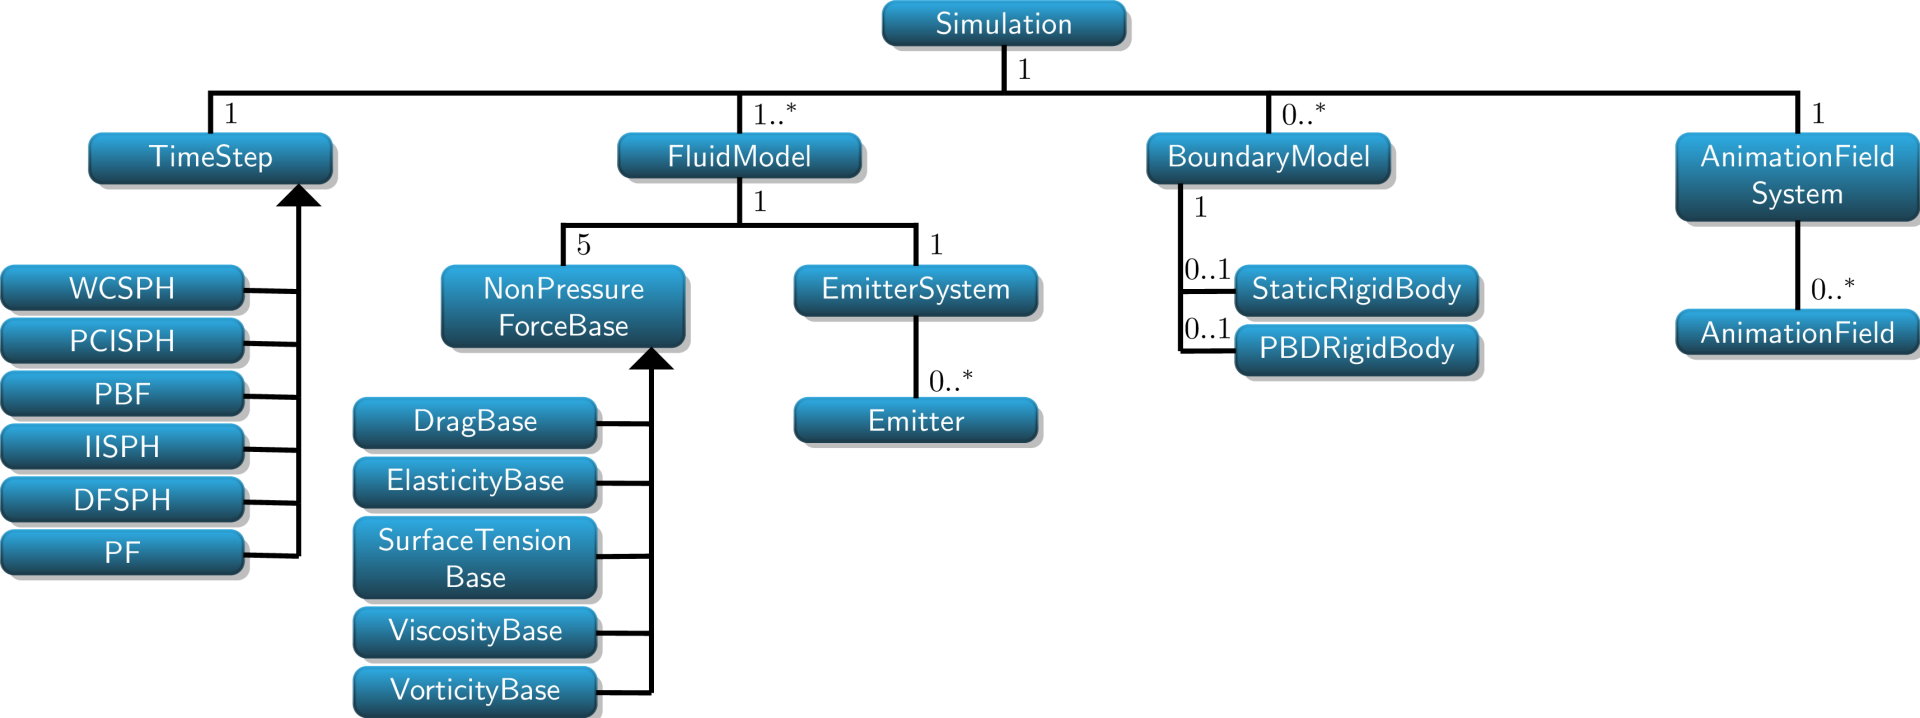 Simulation
1
1
1..*
0..*
1
TimeStep
FluidModel
BoundaryModel
AnimationField
System
1
1
5
1
0..*
WCSPH
PCISPH
PBF
IISPH
DFSPH
PF
NonPressure
ForceBase
DragBase
ElasticityBase
SurfaceTension
Base
ViscosityBase
VorticityBase
EmitterSystem
0..*
Emitter
0..1
StaticRigidBody
0..1
PBDRigidBody
AnimationField